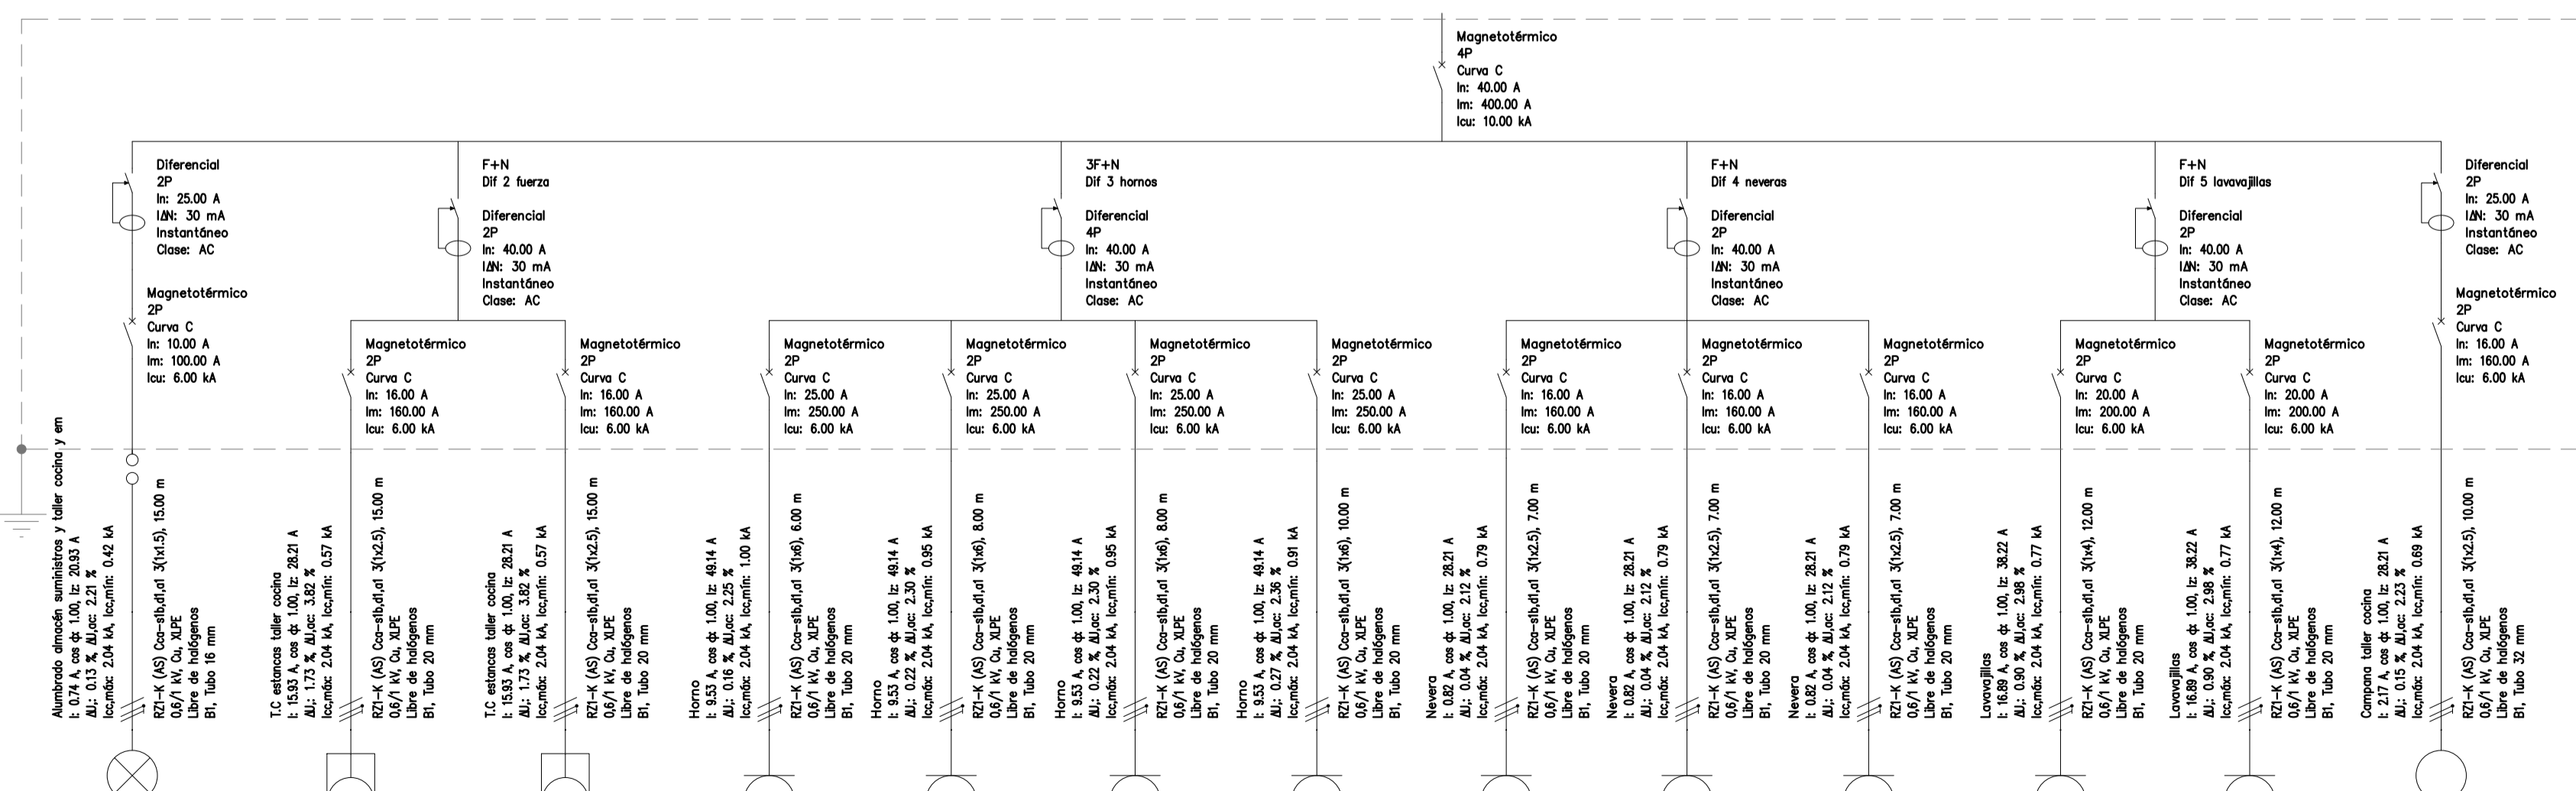 Magnetotérmico
4P
Curva C
In: 40.00 A
Im: 400.00 A
Icu: 10.00 kA
Diferencial
2P
In: 25.00 A
IΔN: 30 mA
Instantáneo
Clase: AC
F+N
Dif 2 fuerza
Diferencial
2P
In: 40.00 A
IΔN: 30 mA
Instantáneo
Clase: AC
3F+N
Dif 3 hornos
Diferencial
4P
In: 40.00 A
IΔN: 30 mA
Instantáneo
Clase: AC
F+N
Dif 4 neveras
Diferencial
2P
In: 40.00 A
IΔN: 30 mA
Instantáneo
Clase: AC
F+N
Dif 5 lavavajillas
Diferencial
2P
In: 40.00 A
IΔN: 30 mA
Instantáneo
Clase: AC
Diferencial
2P
In: 25.00 A
IΔN: 30 mA
Instantáneo
Clase: AC
Magnetotérmico
2P
Curva C
In: 10.00 A
Im: 100.00 A
Icu: 6.00 kA
Magnetotérmico
2P
Curva C
In: 16.00 A
Im: 160.00 A
Icu: 6.00 kA
Magnetotérmico
2P
Curva C
In: 16.00 A
Im: 160.00 A
Icu: 6.00 kA
Magnetotérmico
2P
Curva C
In: 25.00 A
Im: 250.00 A
Icu: 6.00 kA
Magnetotérmico
2P
Curva C
In: 25.00 A
Im: 250.00 A
Icu: 6.00 kA
Magnetotérmico
2P
Curva C
In: 25.00 A
Im: 250.00 A
Icu: 6.00 kA
Magnetotérmico
2P
Curva C
In: 25.00 A
Im: 250.00 A
Icu: 6.00 kA
Magnetotérmico
2P
Curva C
In: 16.00 A
Im: 160.00 A
Icu: 6.00 kA
Magnetotérmico
2P
Curva C
In: 16.00 A
Im: 160.00 A
Icu: 6.00 kA
Magnetotérmico
2P
Curva C
In: 16.00 A
Im: 160.00 A
Icu: 6.00 kA
Magnetotérmico
2P
Curva C
In: 20.00 A
Im: 200.00 A
Icu: 6.00 kA
Magnetotérmico
2P
Curva C
In: 20.00 A
Im: 200.00 A
Icu: 6.00 kA
Magnetotérmico
2P
Curva C
In: 16.00 A
Im: 160.00 A
Icu: 6.00 kA
Alumbrado almacén suministros y taller cocina y em
I: 0.74 A, cos φ: 1.00, Iz: 20.93 A
ΔU,: 0.13 %, ΔU,ac: 2.21 %
Icc,máx: 2.04 kA, Icc,mín: 0.42 kA
RZ1-K (AS) Cca-s1b,d1,a1 3(1x1.5), 15.00 m
0,6/1 kV, Cu, XLPE
Libre de halógenos
B1, Tubo 16 mm
T.C estancas taller cocina
I: 15.93 A, cos φ: 1.00, Iz: 28.21 A
ΔU,: 1.73 %, ΔU,ac: 3.82 %
Icc,máx: 2.04 kA, Icc,mín: 0.57 kA
RZ1-K (AS) Cca-s1b,d1,a1 3(1x2.5), 15.00 m
0,6/1 kV, Cu, XLPE
Libre de halógenos
B1, Tubo 20 mm
T.C estancas taller cocina
I: 15.93 A, cos φ: 1.00, Iz: 28.21 A
ΔU,: 1.73 %, ΔU,ac: 3.82 %
Icc,máx: 2.04 kA, Icc,mín: 0.57 kA
RZ1-K (AS) Cca-s1b,d1,a1 3(1x2.5), 15.00 m
0,6/1 kV, Cu, XLPE
Libre de halógenos
B1, Tubo 20 mm
Horno
I: 9.53 A, cos φ: 1.00, Iz: 49.14 A
ΔU,: 0.16 %, ΔU,ac: 2.25 %
Icc,máx: 2.04 kA, Icc,mín: 1.00 kA
RZ1-K (AS) Cca-s1b,d1,a1 3(1x6), 6.00 m
0,6/1 kV, Cu, XLPE
Libre de halógenos
B1, Tubo 20 mm
Horno
I: 9.53 A, cos φ: 1.00, Iz: 49.14 A
ΔU,: 0.22 %, ΔU,ac: 2.30 %
Icc,máx: 2.04 kA, Icc,mín: 0.95 kA
RZ1-K (AS) Cca-s1b,d1,a1 3(1x6), 8.00 m
0,6/1 kV, Cu, XLPE
Libre de halógenos
B1, Tubo 20 mm
Horno
I: 9.53 A, cos φ: 1.00, Iz: 49.14 A
ΔU,: 0.22 %, ΔU,ac: 2.30 %
Icc,máx: 2.04 kA, Icc,mín: 0.95 kA
RZ1-K (AS) Cca-s1b,d1,a1 3(1x6), 8.00 m
0,6/1 kV, Cu, XLPE
Libre de halógenos
B1, Tubo 20 mm
Horno
I: 9.53 A, cos φ: 1.00, Iz: 49.14 A
ΔU,: 0.27 %, ΔU,ac: 2.36 %
Icc,máx: 2.04 kA, Icc,mín: 0.91 kA
RZ1-K (AS) Cca-s1b,d1,a1 3(1x6), 10.00 m
0,6/1 kV, Cu, XLPE
Libre de halógenos
B1, Tubo 20 mm
Nevera
I: 0.82 A, cos φ: 1.00, Iz: 28.21 A
ΔU,: 0.04 %, ΔU,ac: 2.12 %
Icc,máx: 2.04 kA, Icc,mín: 0.79 kA
RZ1-K (AS) Cca-s1b,d1,a1 3(1x2.5), 7.00 m
0,6/1 kV, Cu, XLPE
Libre de halógenos
B1, Tubo 20 mm
Nevera
I: 0.82 A, cos φ: 1.00, Iz: 28.21 A
ΔU,: 0.04 %, ΔU,ac: 2.12 %
Icc,máx: 2.04 kA, Icc,mín: 0.79 kA
RZ1-K (AS) Cca-s1b,d1,a1 3(1x2.5), 7.00 m
0,6/1 kV, Cu, XLPE
Libre de halógenos
B1, Tubo 20 mm
Nevera
I: 0.82 A, cos φ: 1.00, Iz: 28.21 A
ΔU,: 0.04 %, ΔU,ac: 2.12 %
Icc,máx: 2.04 kA, Icc,mín: 0.79 kA
RZ1-K (AS) Cca-s1b,d1,a1 3(1x2.5), 7.00 m
0,6/1 kV, Cu, XLPE
Libre de halógenos
B1, Tubo 20 mm
Lavavajillas
I: 16.89 A, cos φ: 1.00, Iz: 38.22 A
ΔU,: 0.90 %, ΔU,ac: 2.98 %
Icc,máx: 2.04 kA, Icc,mín: 0.77 kA
RZ1-K (AS) Cca-s1b,d1,a1 3(1x4), 12.00 m
0,6/1 kV, Cu, XLPE
Libre de halógenos
B1, Tubo 20 mm
Lavavajillas
I: 16.89 A, cos φ: 1.00, Iz: 38.22 A
ΔU,: 0.90 %, ΔU,ac: 2.98 %
Icc,máx: 2.04 kA, Icc,mín: 0.77 kA
RZ1-K (AS) Cca-s1b,d1,a1 3(1x4), 12.00 m
0,6/1 kV, Cu, XLPE
Libre de halógenos
B1, Tubo 20 mm
Campana taller cocina
I: 2.17 A, cos φ: 1.00, Iz: 28.21 A
ΔU,: 0.15 %, ΔU,ac: 2.23 %
Icc,máx: 2.04 kA, Icc,mín: 0.69 kA
RZ1-K (AS) Cca-s1b,d1,a1 3(1x2.5), 10.00 m
0,6/1 kV, Cu, XLPE
Libre de halógenos
B1, Tubo 32 mm